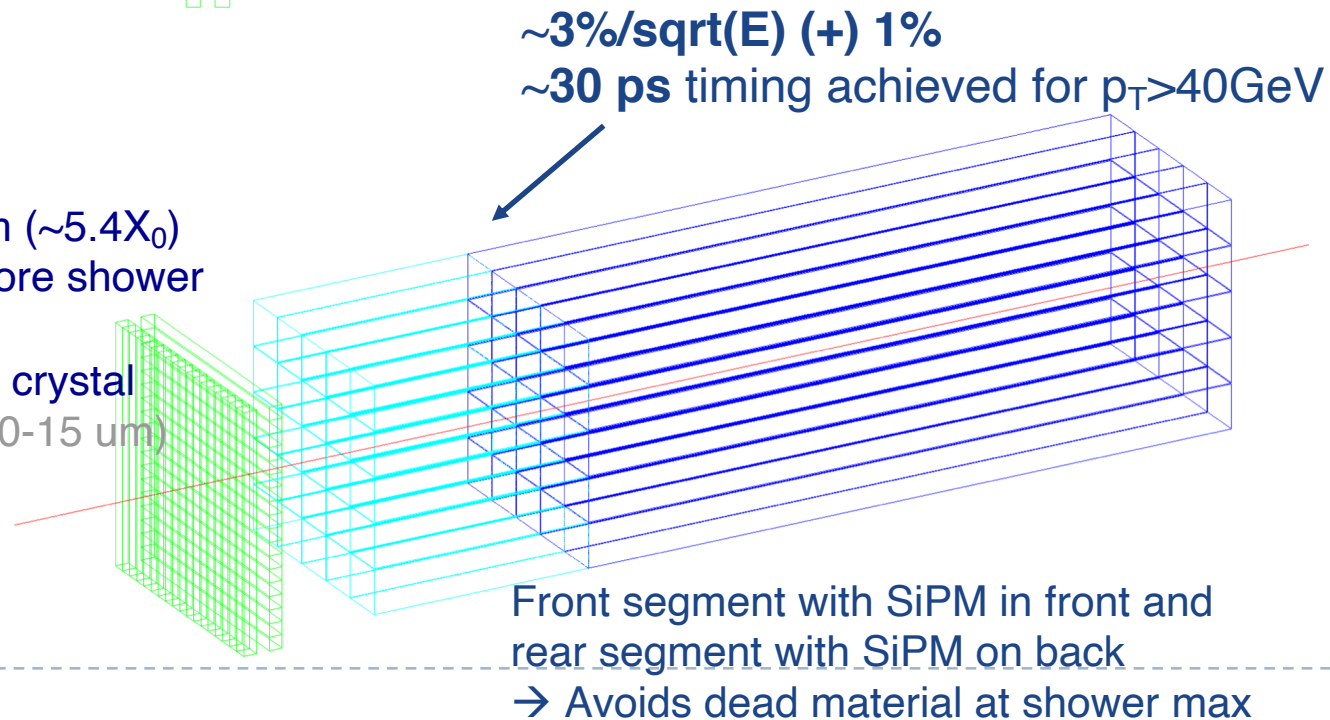 ~3%/sqrt(E) (+) 1%
~30 ps timing achieved for pT>40GeV
(~5.4X0)
shower
crystal
0-15 um)
Front segment with SiPM in front and
rear segment with SiPM on back
→ Avoids dead material at shower max